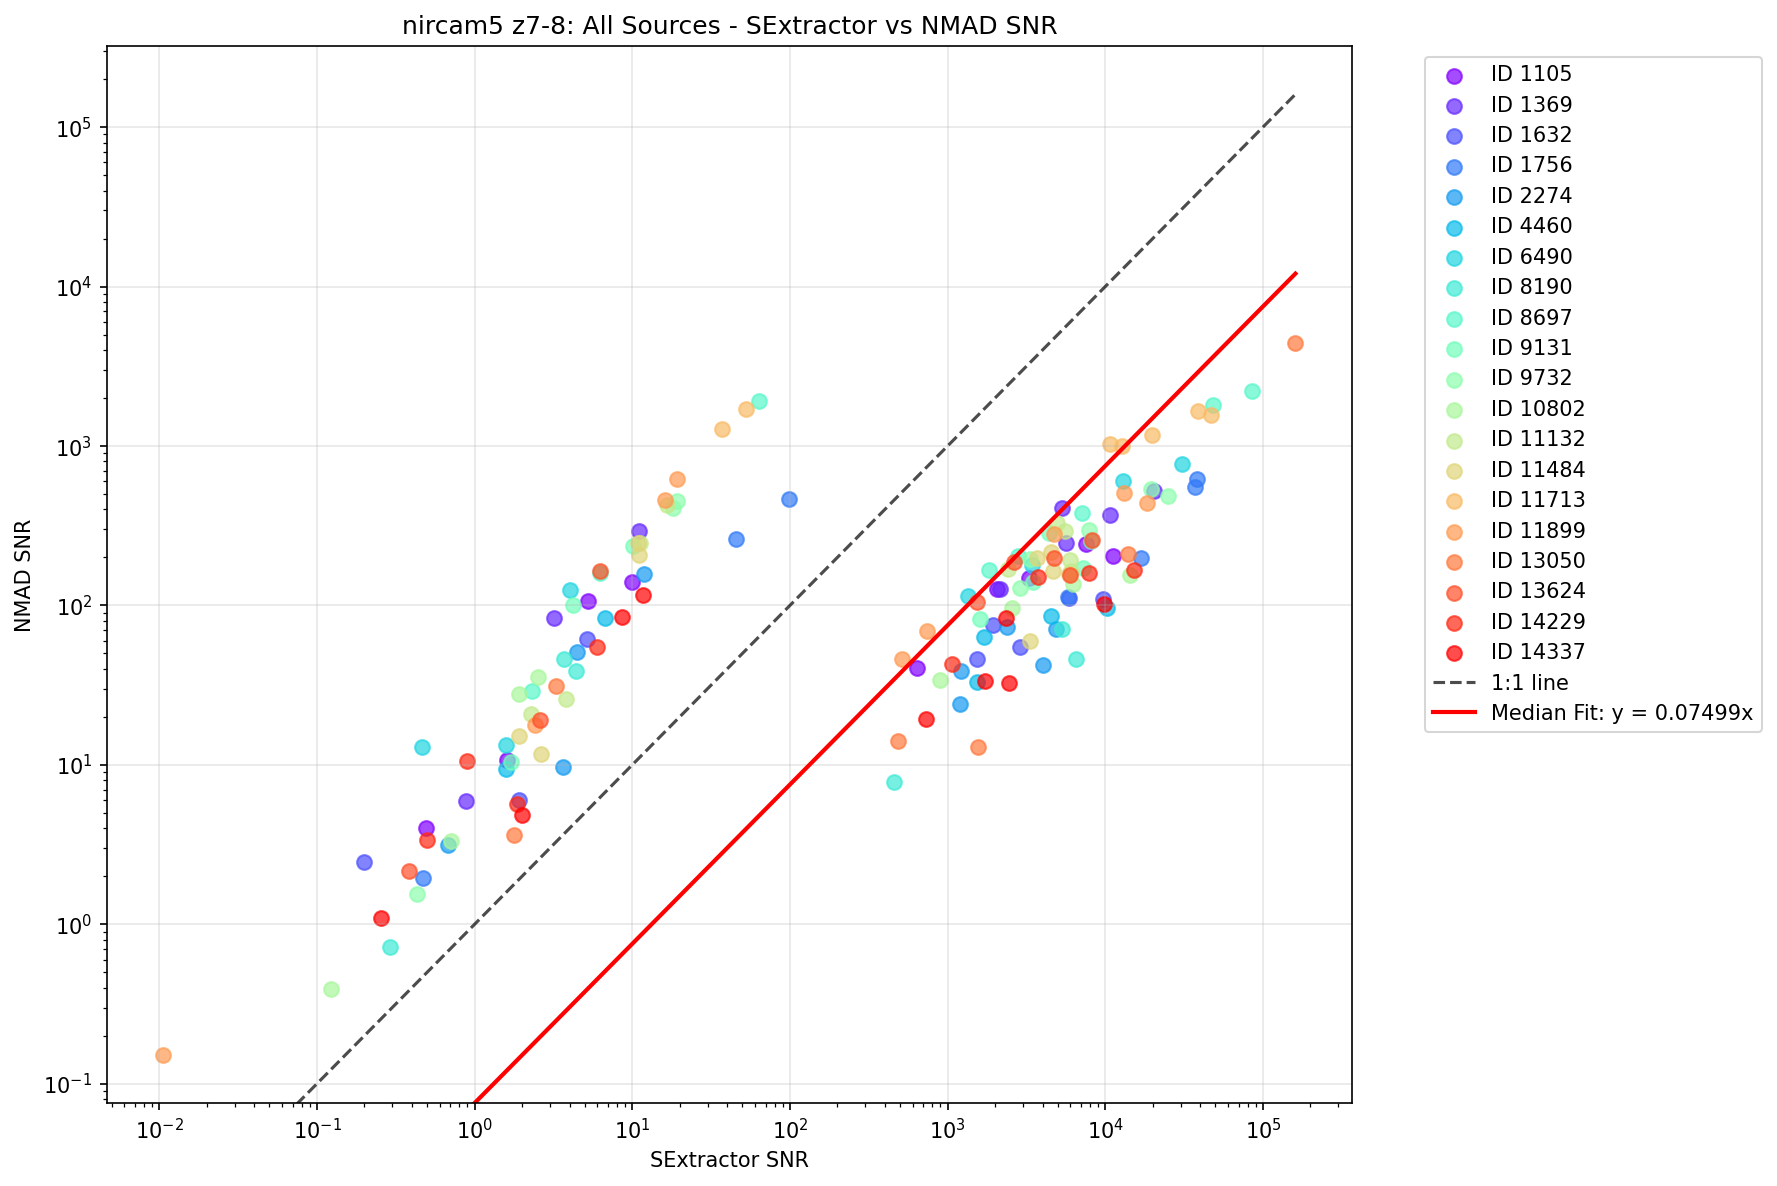 nircam5 z7-8: All Sources - SExtractor vs NMAD SNR
NMAD SNR
10^5
10^4
10^3
10^2
10^1
10^0
10^−1
10^−2
10^−1
10^0
10^1
10^2
10^3
10^4
10^5
SExtractor SNR
ID 1105
ID 1369
ID 1632
ID 1756
ID 2274
ID 4460
ID 6490
ID 8190
ID 8697
ID 9131
ID 9732
ID 10802
ID 11132
ID 11484
ID 11713
ID 11899
ID 13050
ID 13624
ID 14229
ID 14337
1:1 line
Median Fit: y = 0.07499x